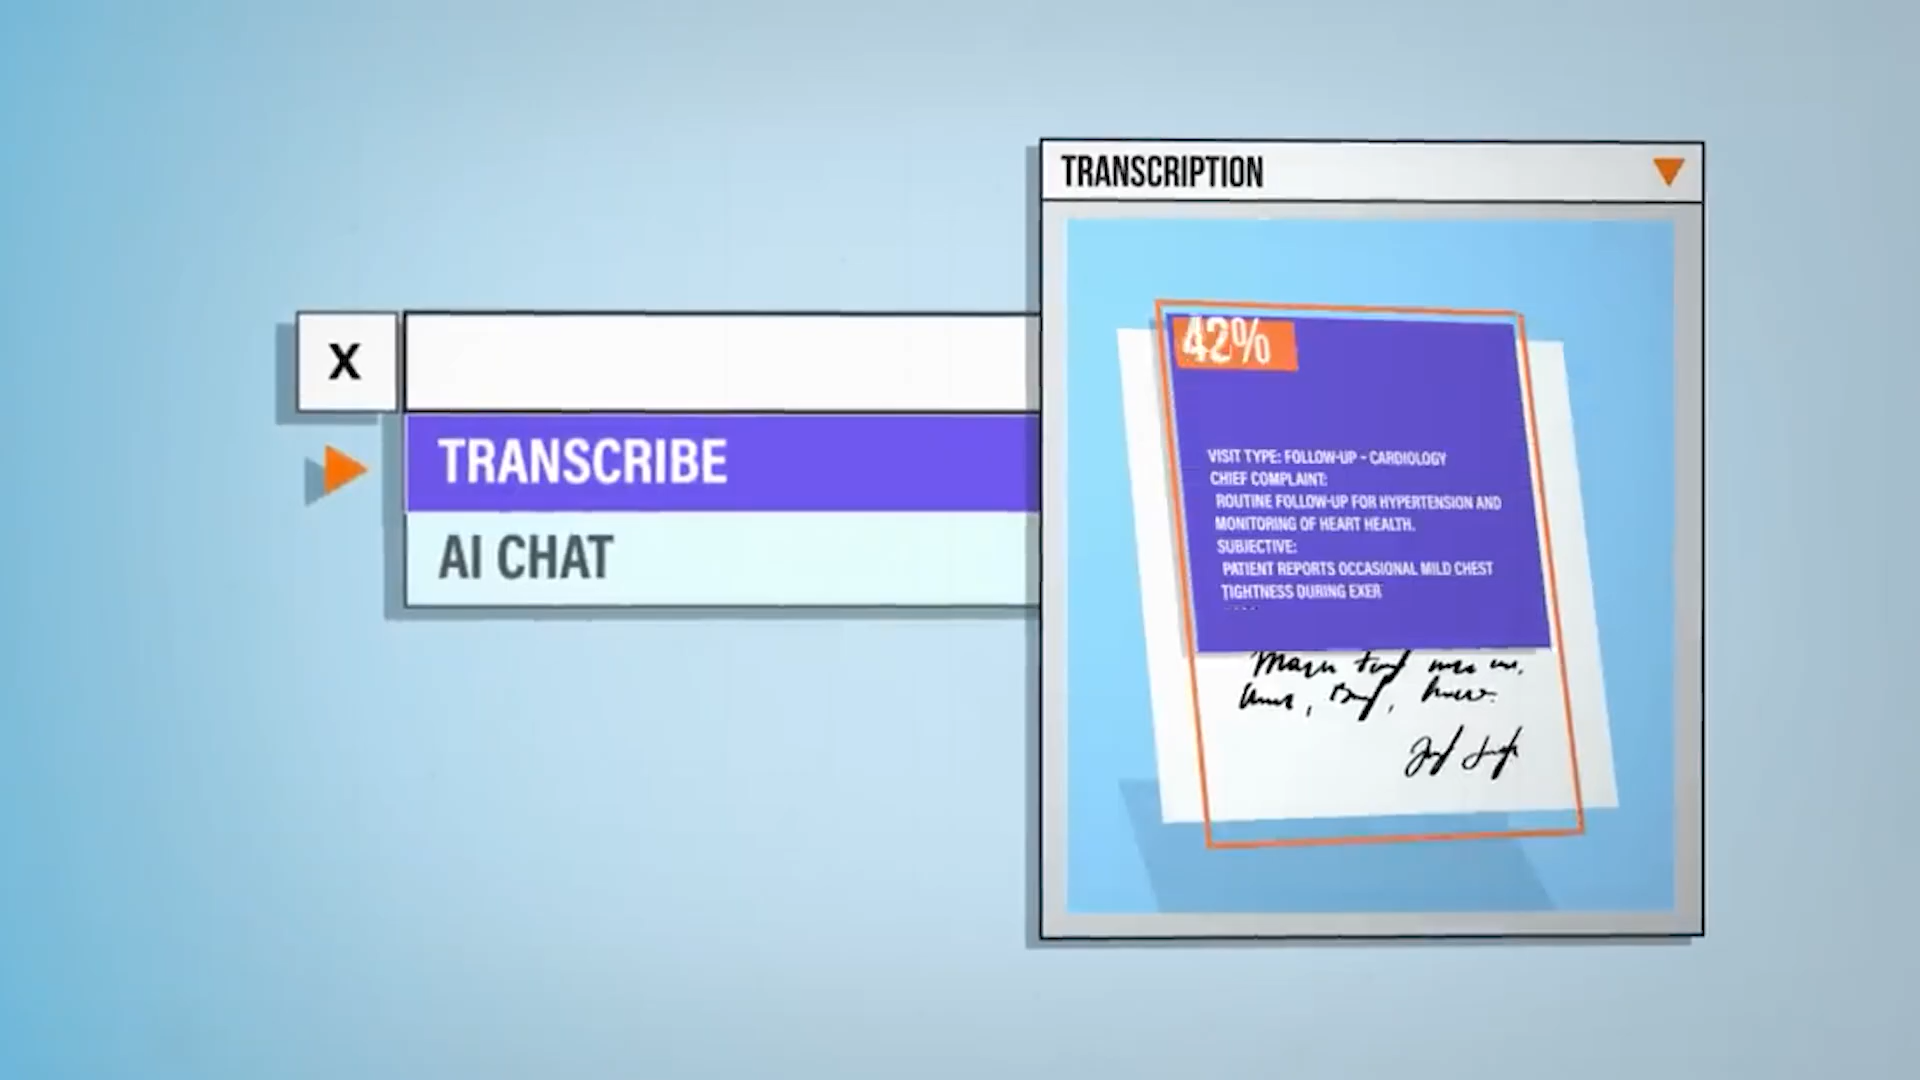 TRANSCRIPTION
X
TRANSCRIBE
AI CHAT
42%
VISIT TYPE: FOLLOW-UP - CARDIOLOGY
CHIEF COMPLAINT:
ROUTINE FOLLOW-UP FOR HYPERTENSION AND
MONITORING OF HEART HEALTH.
SUBJECTIVE:
PATIENT REPORTS OCCASIONAL MILD CHEST
TIGHTNESS DURING EXER